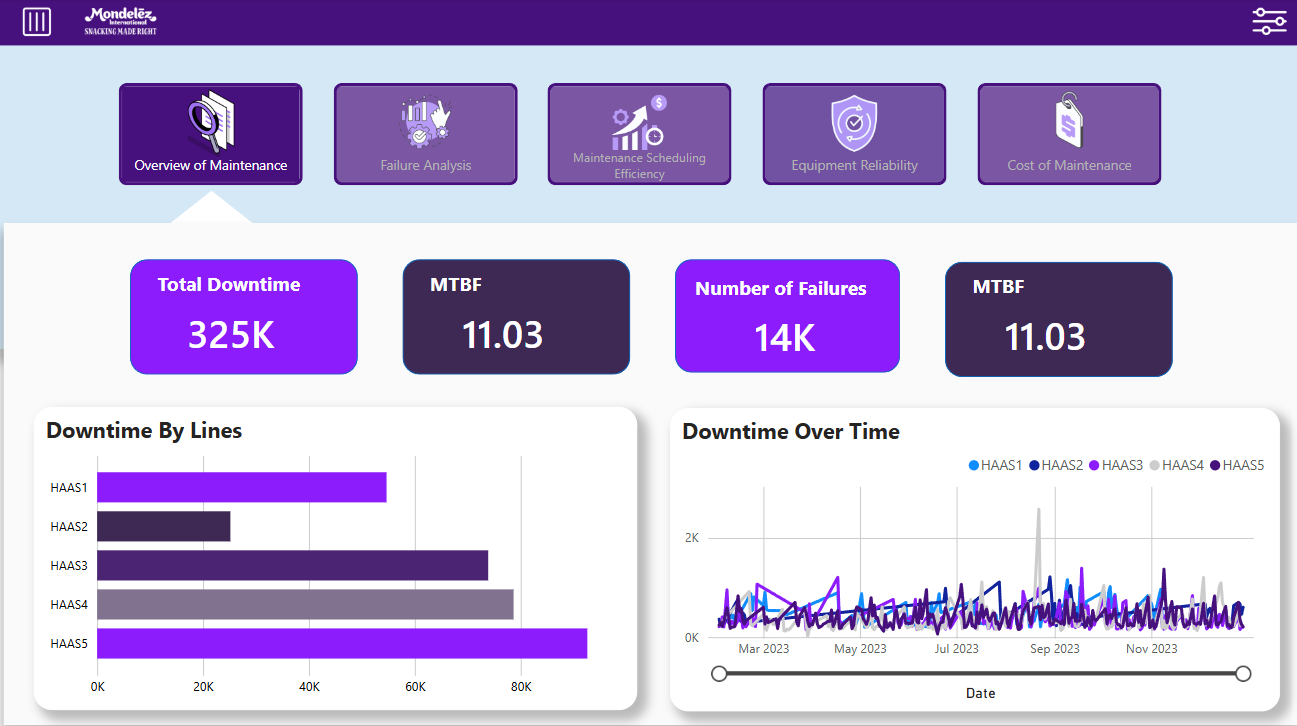 Mondelēz
International
SNACKING MADE RIGHT
Overview of Maintenance
Failure Analysis
Maintenance Scheduling
Efficiency
Equipment Reliability
Cost of Maintenance
Total Downtime
325K
MTBF
11.03
Number of Failures
14K
MTBF
11.03
Downtime By Lines
HAAS1
HAAS2
HAAS3
HAAS4
HAAS5
0K 20K 40K 60K 80K
Downtime Over Time
HAAS1 HAAS2 HAAS3 HAAS4 HAAS5
2K
0K
Mar 2023 May 2023 Jul 2023 Sep 2023 Nov 2023
Date